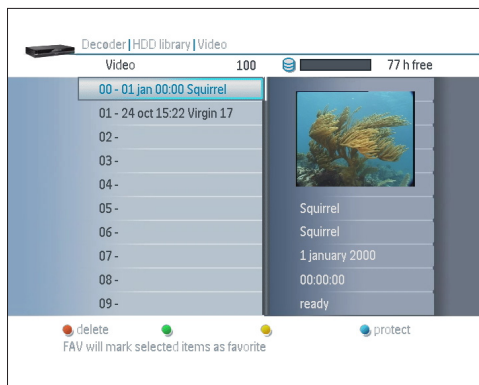 Decoder|HDD library|Video
Video 100 77 h free
00 - 01 jan 00:00 Squirrel
01 - 24 oct 15:22 Virgin 17
02 -
03 -
04 -
05 - Squirrel
06 - Squirrel
07 - 1 january 2000
08 - 00:00:00
09 - ready
delete protect
FAV will mark selected items as favorite